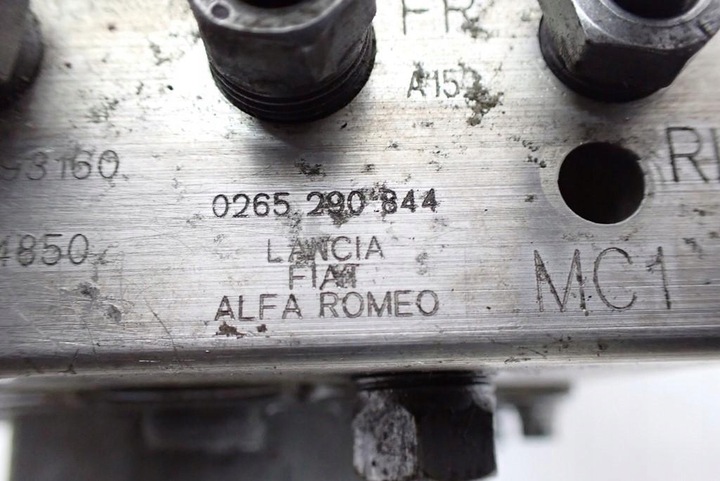 FR
A15
93160
0265 290 844
4850
LANCIA
FIAT
ALFA ROMEO
MC1